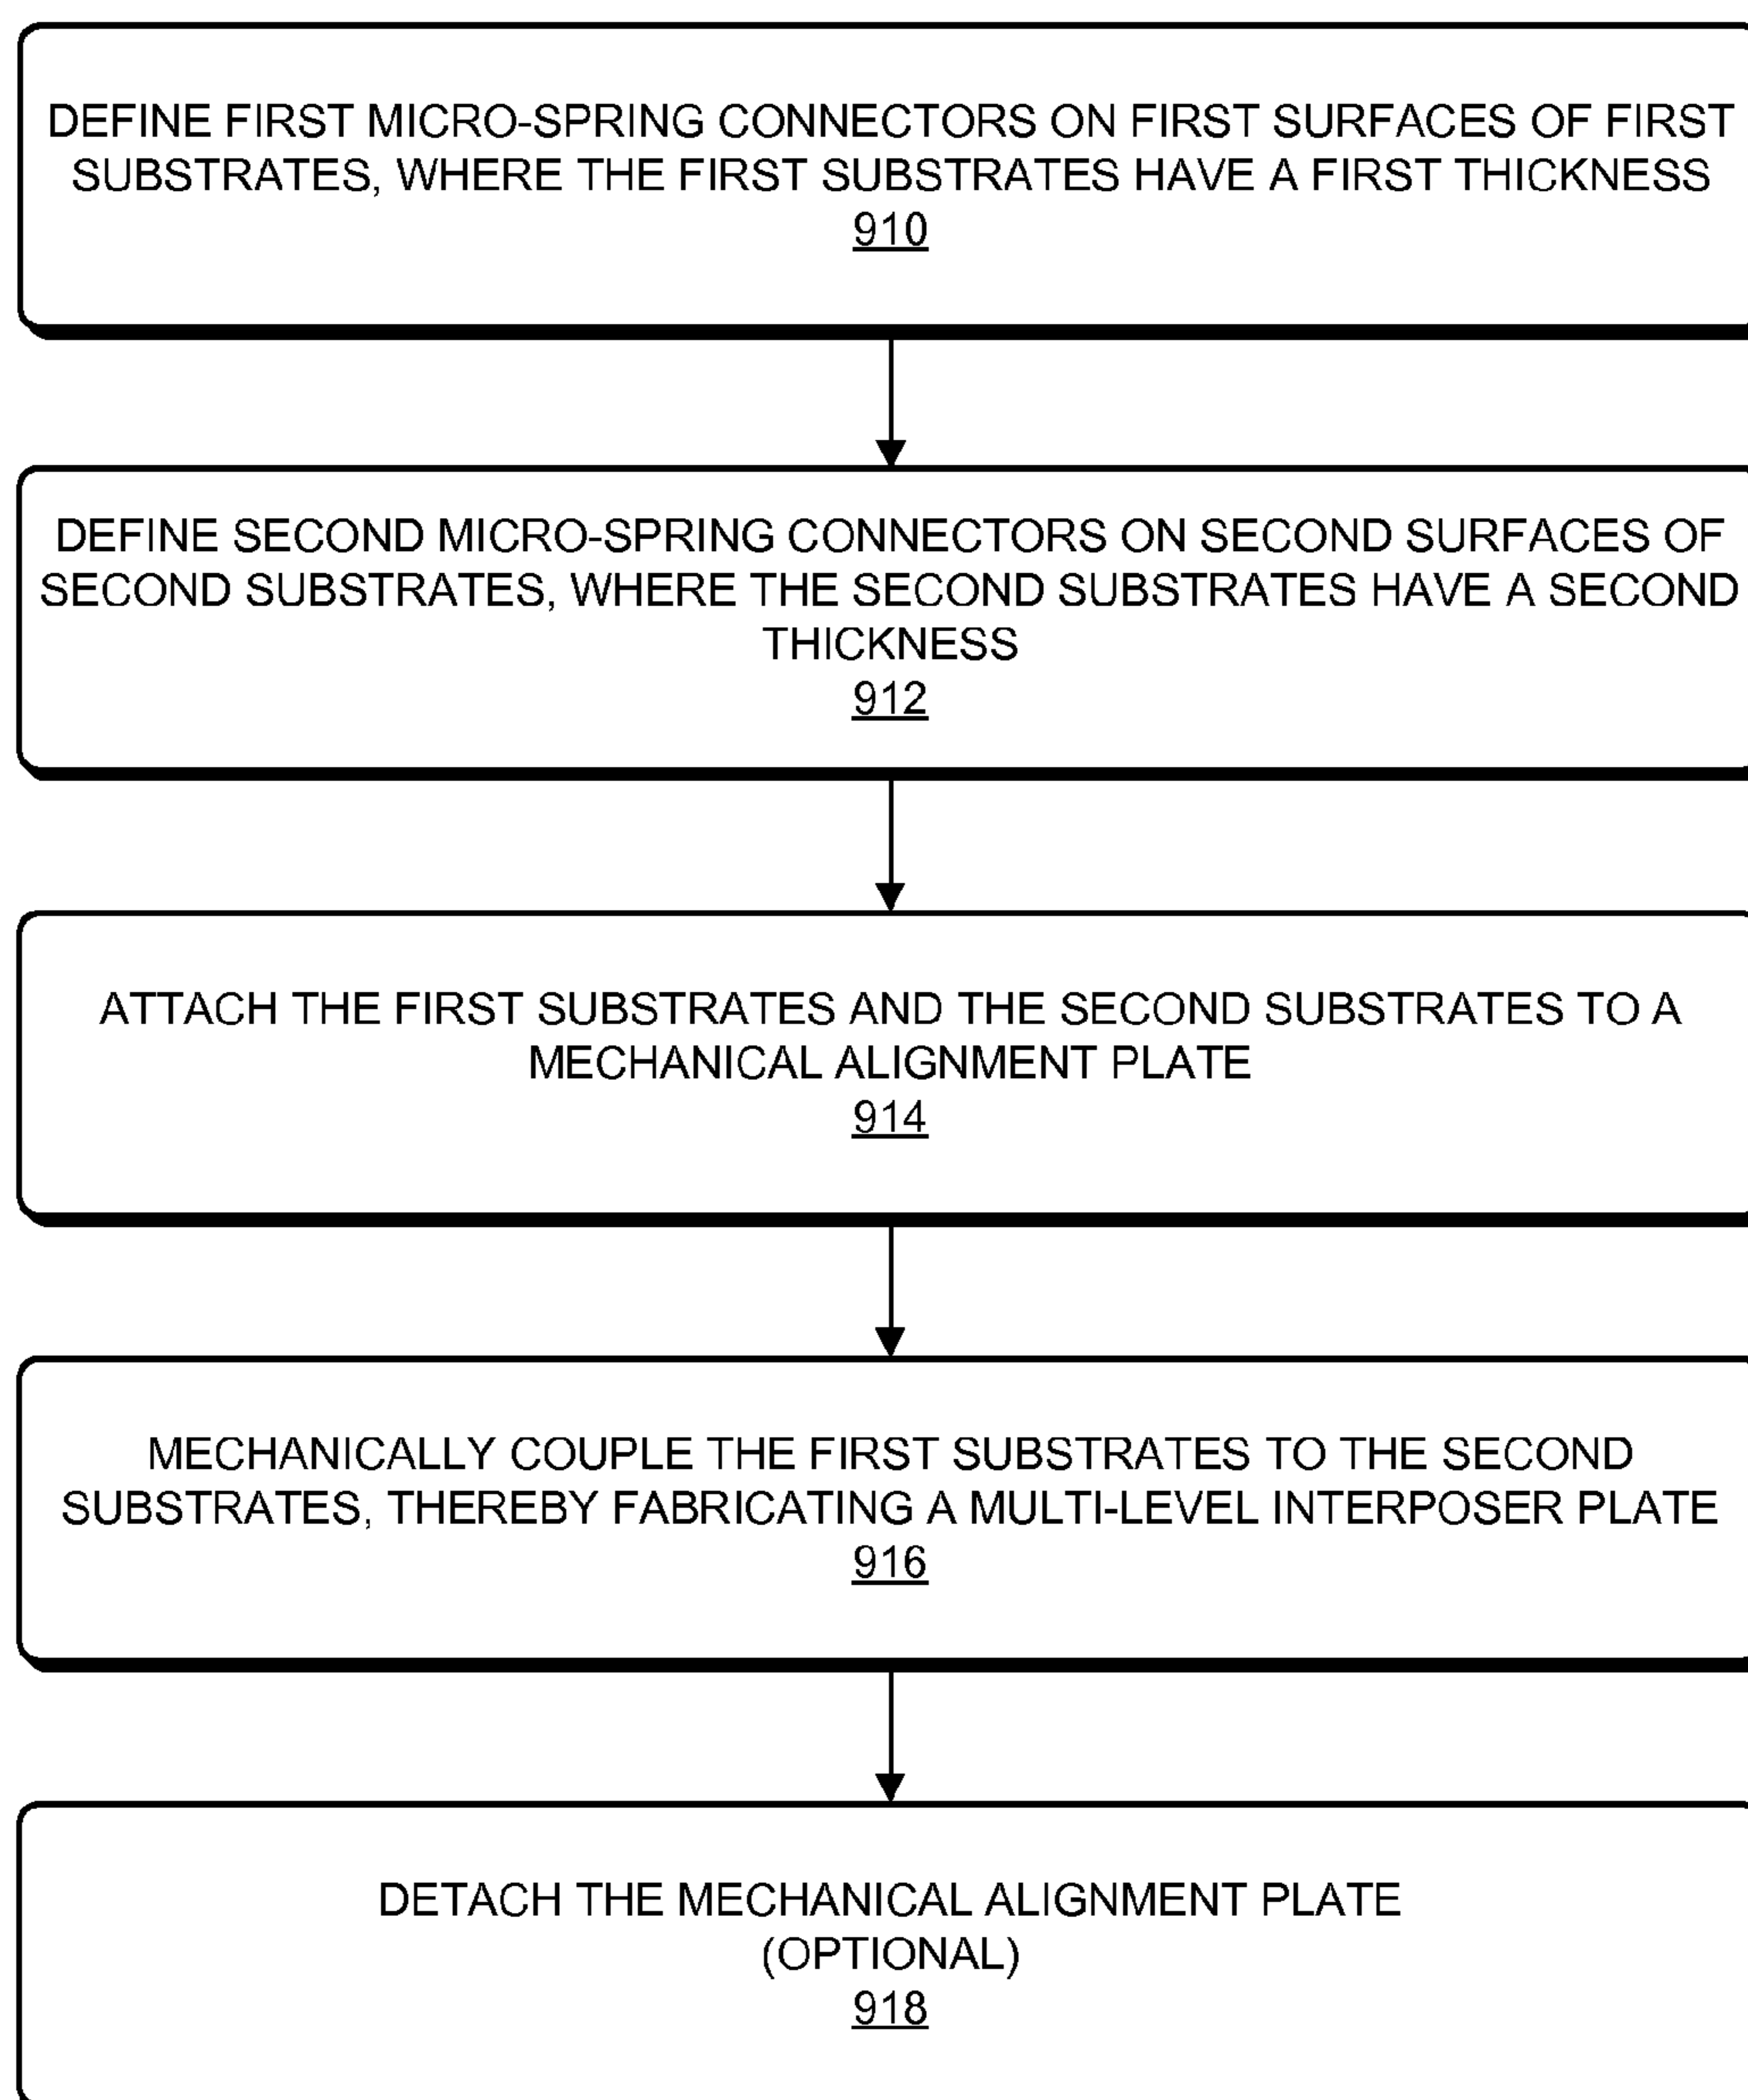 DEFINE FIRST MICRO-SPRING CONNECTORS ON FIRST SURFACES OF FIRST
SUBSTRATES, WHERE THE FIRST SUBSTRATES HAVE A FIRST THICKNESS
910
DEFINE SECOND MICRO-SPRING CONNECTORS ON SECOND SURFACES OF
SECOND SUBSTRATES, WHERE THE SECOND SUBSTRATES HAVE A SECOND
THICKNESS
912
ATTACH THE FIRST SUBSTRATES AND THE SECOND SUBSTRATES TO A
MECHANICAL ALIGNMENT PLATE
914
MECHANICALLY COUPLE THE FIRST SUBSTRATES TO THE SECOND
SUBSTRATES, THEREBY FABRICATING A MULTI-LEVEL INTERPOSER PLATE
916
DETACH THE MECHANICAL ALIGNMENT PLATE
(OPTIONAL)
918